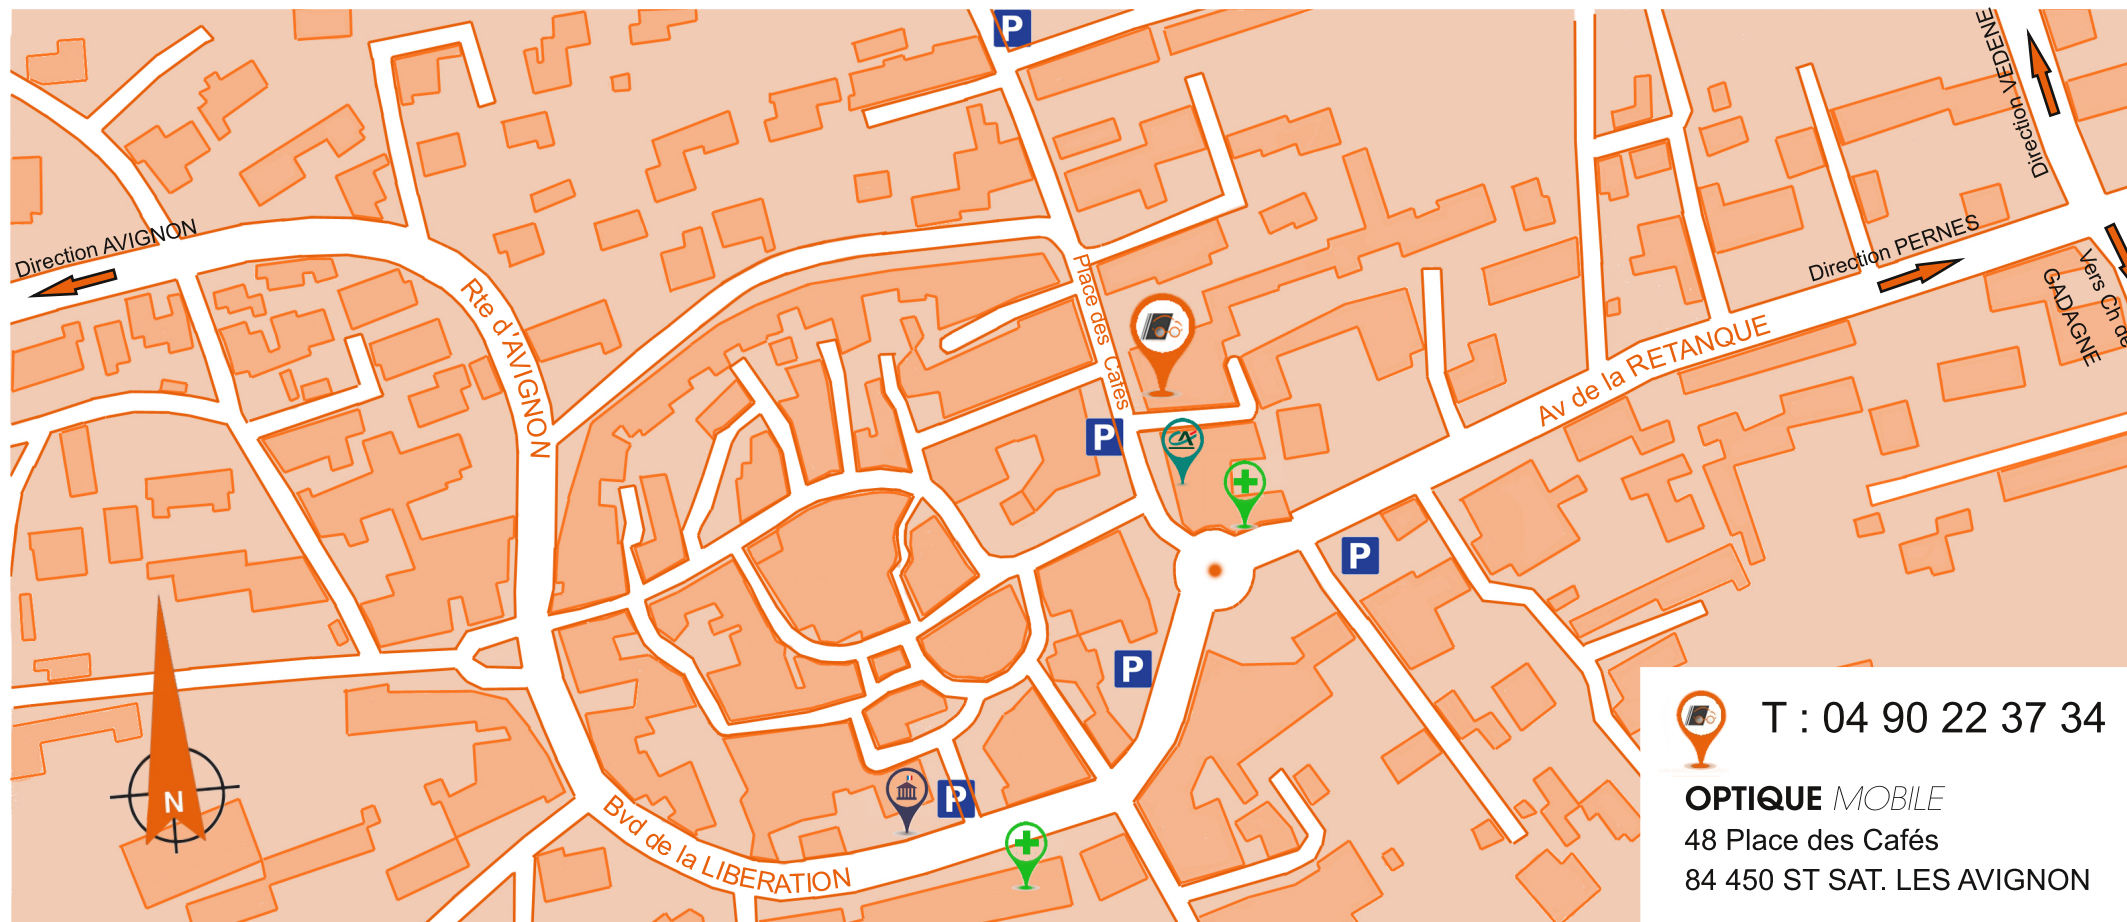 P
Direction VEDENE
Direction AVIGNON
Direction PERNES
Vers Ch de
GADAGNE
Rte d'AVIGNON
Place des Cafés
Av de la RETANQUE
P
CA
P
P
N
P
Bvd de la LIBERATION
T : 04 90 22 37 34
OPTIQUE MOBILE
48 Place des Cafés
84 450 ST SAT. LES AVIGNON